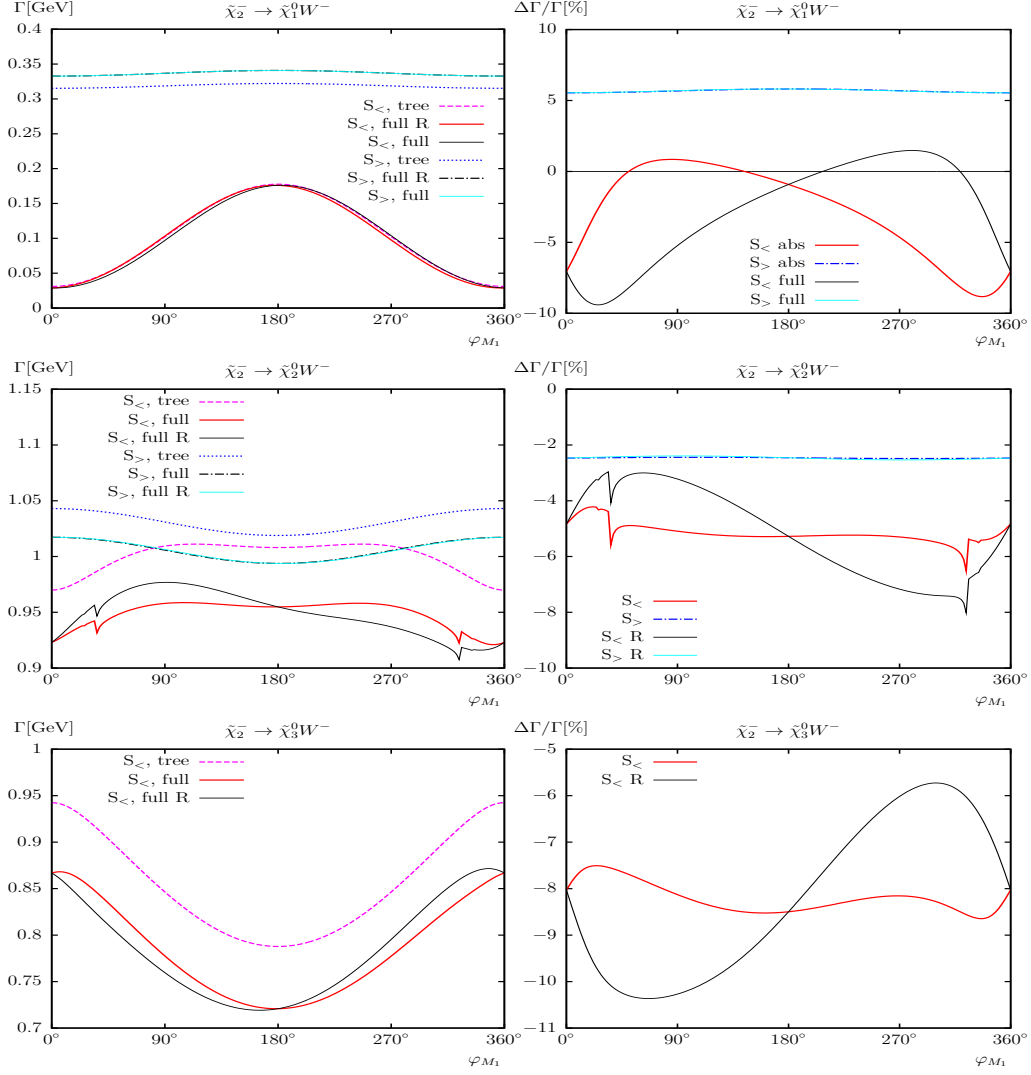 Γ[GeV] χ̃₂⁻ → χ̃₁⁰W⁻
0.4
0.35
0.3
0.25
0.2
0.15
0.1
0.05
0
S<, tree
S<, full R
S<, full
S>, tree
S>, full R
S>, full
0° 90° 180° 270° 360°
φM₁
ΔΓ/Γ[%] χ̃₂⁻ → χ̃₁⁰W⁻
10
5
0
−5
−10
S< abs
S> abs
S< full
S> full
0° 90° 180° 270° 360°
φM₁
Γ[GeV] χ̃₂⁻ → χ̃₂⁰W⁻
1.15
1.1
1.05
1
0.95
0.9
S<, tree
S<, full
S<, full R
S>, tree
S>, full
S>, full R
0° 90° 180° 270° 360°
φM₁
ΔΓ/Γ[%] χ̃₂⁻ → χ̃₂⁰W⁻
0
−2
−4
−6
−8
−10
S<
S>
S< R
S> R
0° 90° 180° 270° 360°
φM₁
Γ[GeV] χ̃₂⁻ → χ̃₃⁰W⁻
1
0.95
0.9
0.85
0.8
0.75
0.7
S<, tree
S<, full
S<, full R
0° 90° 180° 270° 360°
φM₁
ΔΓ/Γ[%] χ̃₂⁻ → χ̃₃⁰W⁻
−5
−6
−7
−8
−9
−10
−11
S<
S< R
0° 90° 180° 270° 360°
φM₁